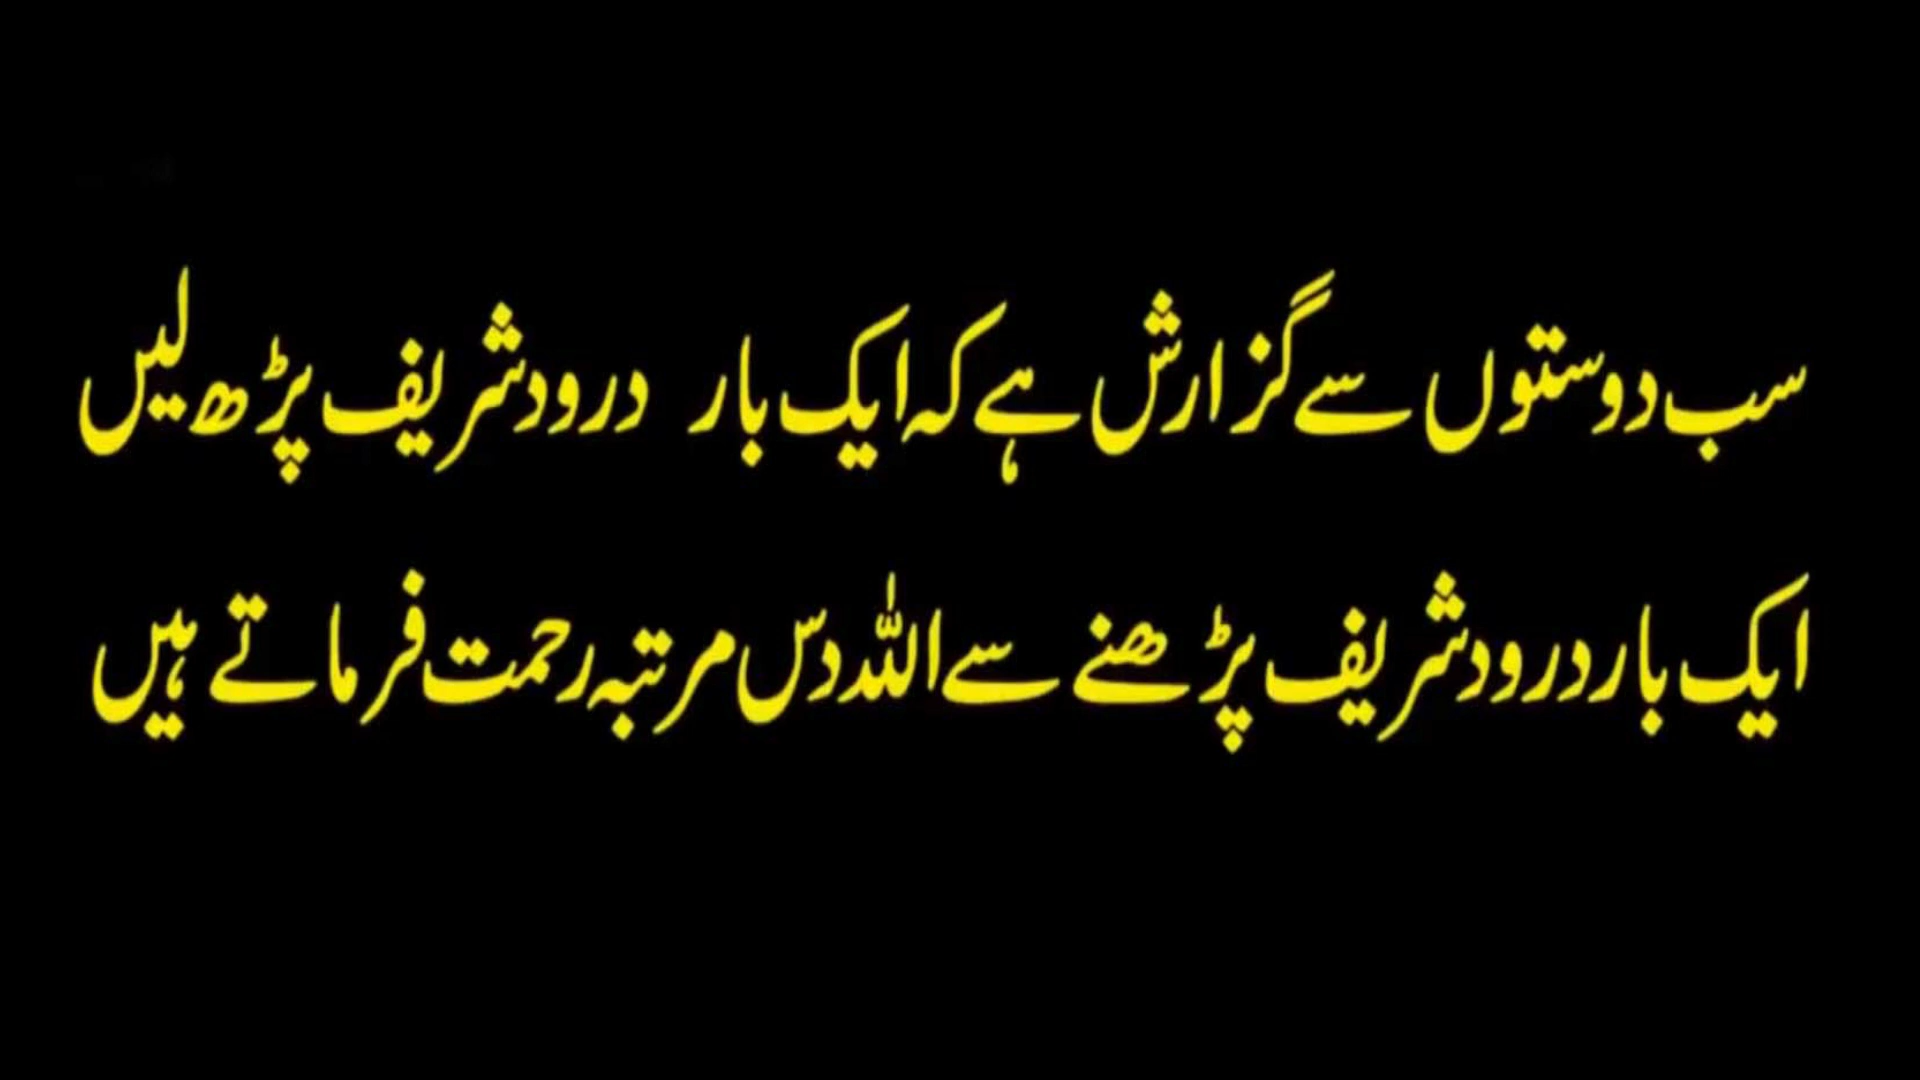 سب دوستوں سے گزارش ہے کہ ایک بار درود شریف پڑھ لیں
ایک بار درود شریف پڑھنے سے اللہ دس مرتبہ رحمت فرماتے ہیں